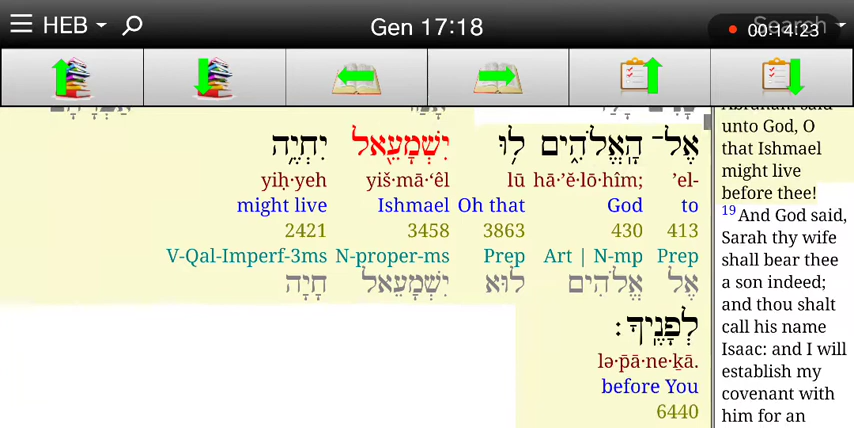 HEB
Gen 17:18
Search
00:14:23
אֶל־ הָֽאֱלֹהִ֑ים ל֥וּ יִשְׁמָעֵ֖אל יִחְיֶ֥ה
yiḥ·yeh yiš·mā·‘êl lū hā·’ĕ·lō·hîm; ’el-
might live Ishmael Oh that God to
2421 3458 3863 430 413
V-Qal-Imperf-3ms N-proper-ms Prep Art | N-mp Prep
אֶל אֱלֹהִים לוּא יִשְׁמָעֵאל חָיָה
לְפָנֶֽיךָ׃
lə·p̄ā·ne·ḵā.
before You
6440
Abraham said
unto God, O
that Ishmael
might live
before thee!
19 And God said,
Sarah thy wife
shall bear thee
a son indeed;
and thou shalt
call his name
Isaac: and I will
establish my
covenant with
him for an